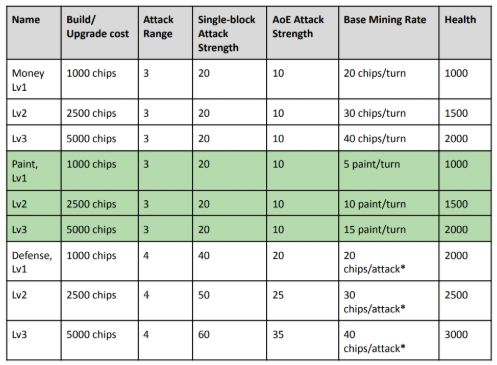 Name Build/ Upgrade cost Attack Range Single-block Attack Strength AoE Attack Strength Base Mining Rate Health
Money Lv1 1000 chips 3 20 10 20 chips/turn 1000
Lv2 2500 chips 3 20 10 30 chips/turn 1500
Lv3 5000 chips 3 20 10 40 chips/turn 2000
Paint, Lv1 1000 chips 3 20 10 5 paint/turn 1000
Lv2 2500 chips 3 20 10 10 paint/turn 1500
Lv3 5000 chips 3 20 10 15 paint/turn 2000
Defense, Lv1 1000 chips 4 40 20 20 chips/attack* 2000
Lv2 2500 chips 4 50 25 30 chips/attack* 2500
Lv3 5000 chips 4 60 35 40 chips/attack* 3000